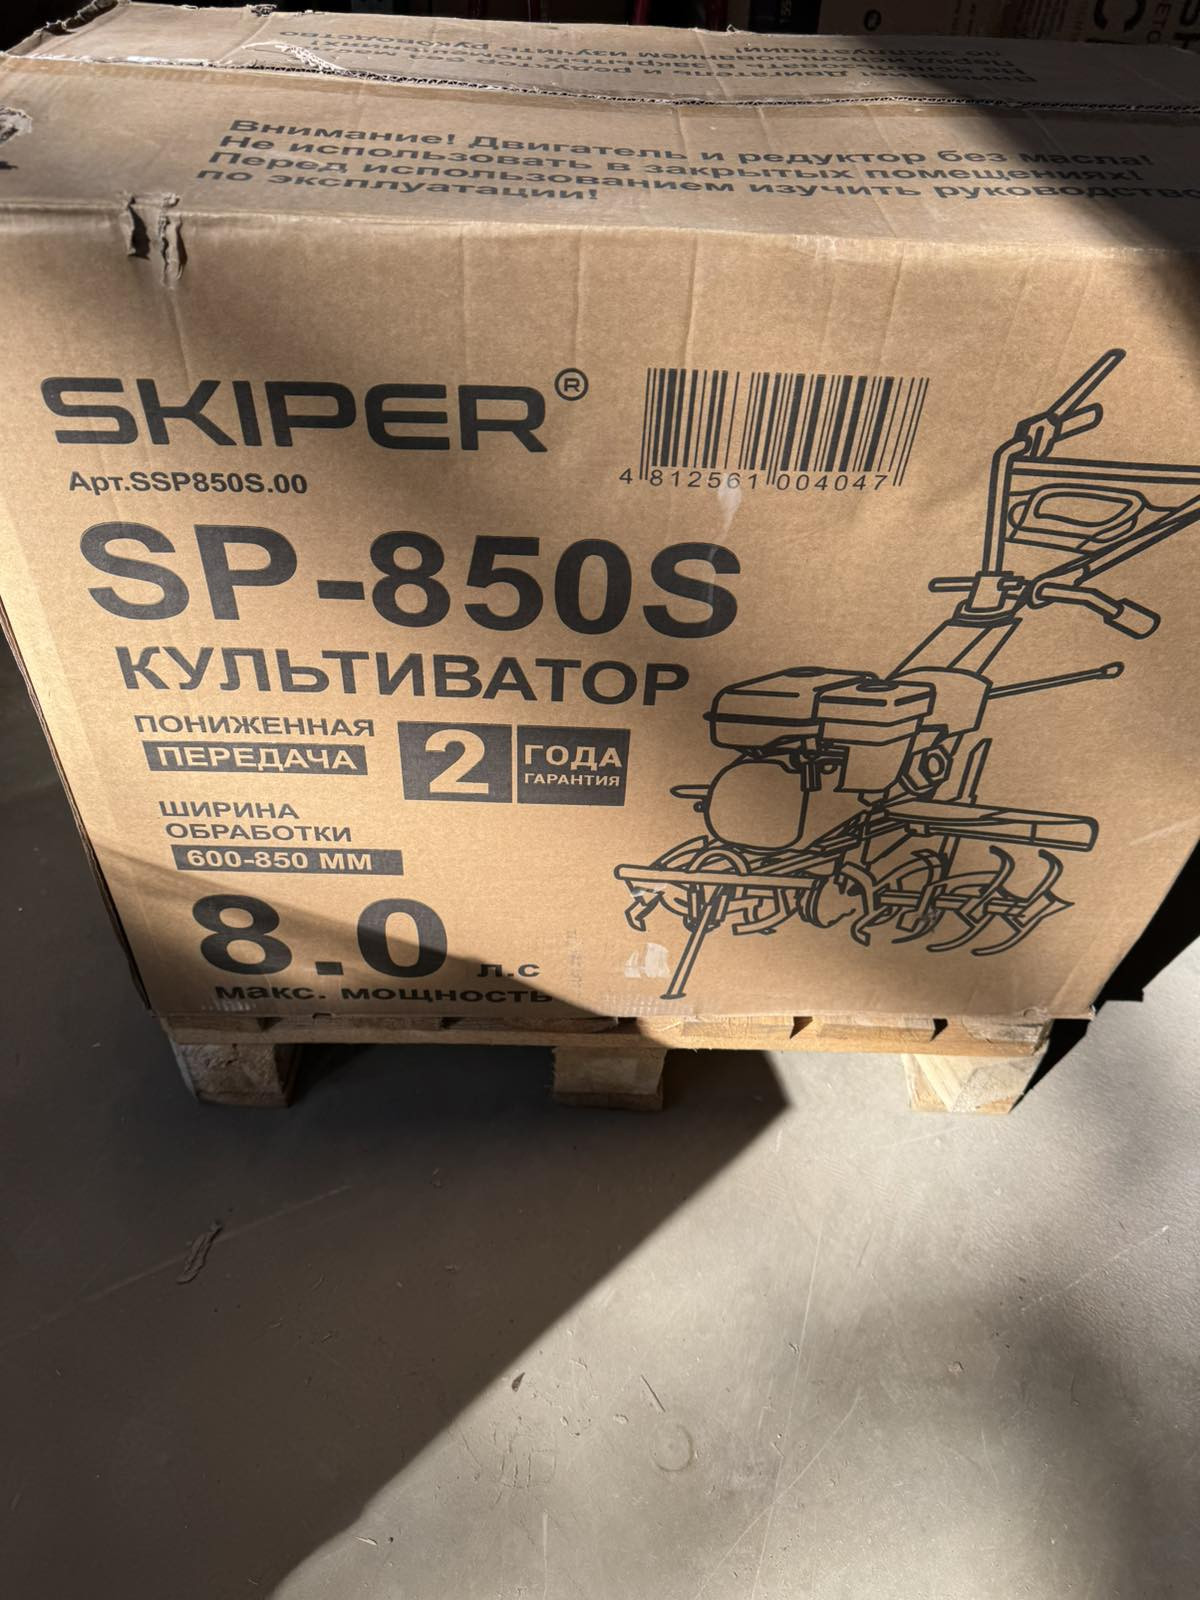 Внимание! Двигатель и редуктор без масла!
Не использовать в закрытых помещениях!
Перед использованием изучить руководство
по эксплуатации!
SKIPER®
Арт.SSP850S.00
4 812561 004047
SP-850S
КУЛЬТИВАТОР
ПОНИЖЕННАЯ
ПЕРЕДАЧА
2 ГОДА
ГАРАНТИЯ
ШИРИНА
ОБРАБОТКИ
600-850 ММ
8.0 л.с
макс. мощность